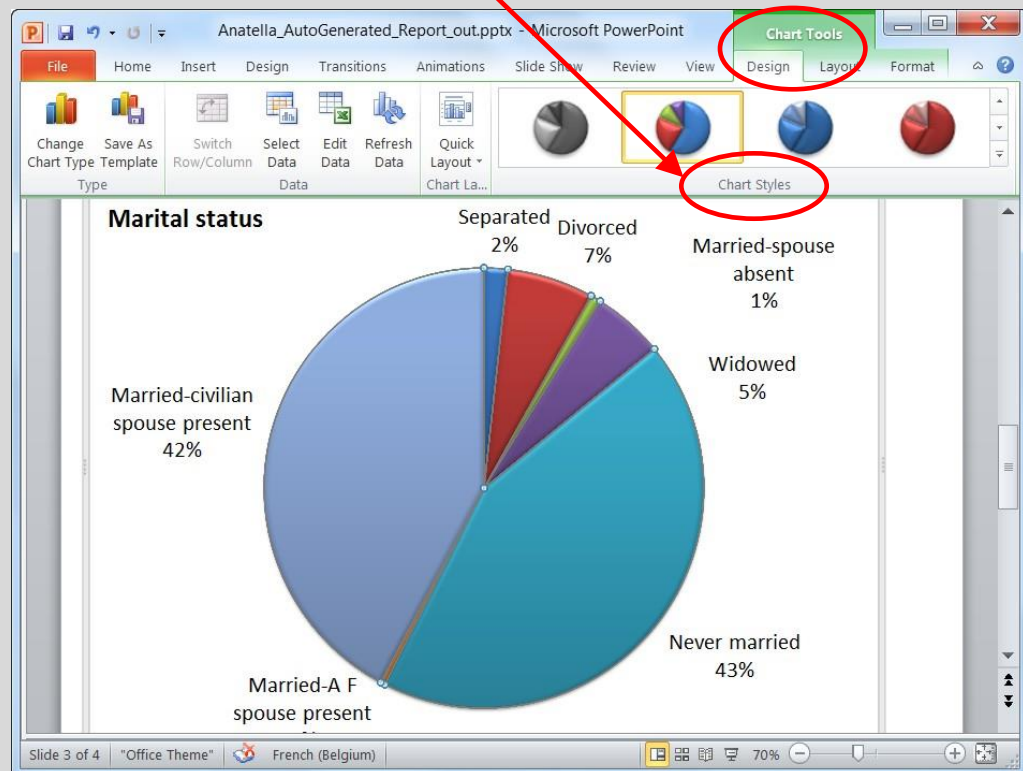 Anatella_AutoGenerated_Report_out.pptx - Microsoft PowerPoint
Chart Tools
File Home Insert Design Transitions Animations Slide Show Review View Design Layout Format
Change Chart Type
Save As Template
Switch Row/Column
Select Data
Edit Data
Refresh Data
Quick Layout
Type
Data
Chart La...
Chart Styles
Marital status
Separated
2%
Divorced
7%
Married-spouse
absent
1%
Widowed
5%
Married-civilian
spouse present
42%
Never married
43%
Married-A F
spouse present
Slide 3 of 4 "Office Theme" French (Belgium) 70%